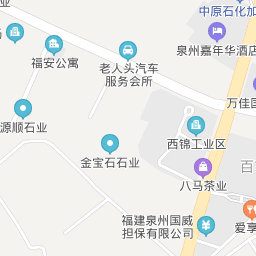 中原石化加
泉州嘉年华酒店
福安公寓
老人头汽车
服务会所
万佳国
源顺石业
西锦工业区
金宝石石业
百
八马茶业
福建泉州国威
担保有限公司
爱享